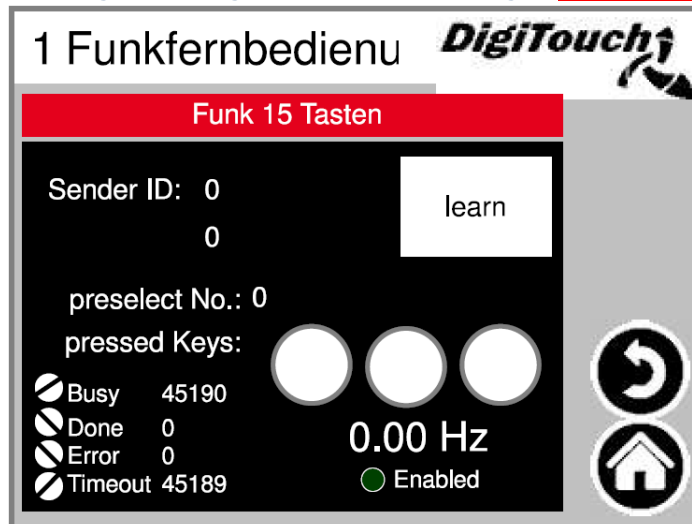 1 Funkfernbedienu
DigiTouch
Funk 15 Tasten
Sender ID: 0
0
learn
preselect No.: 0
pressed Keys:
Busy 45190
Done 0
Error 0
Timeout 45189
0.00 Hz
Enabled